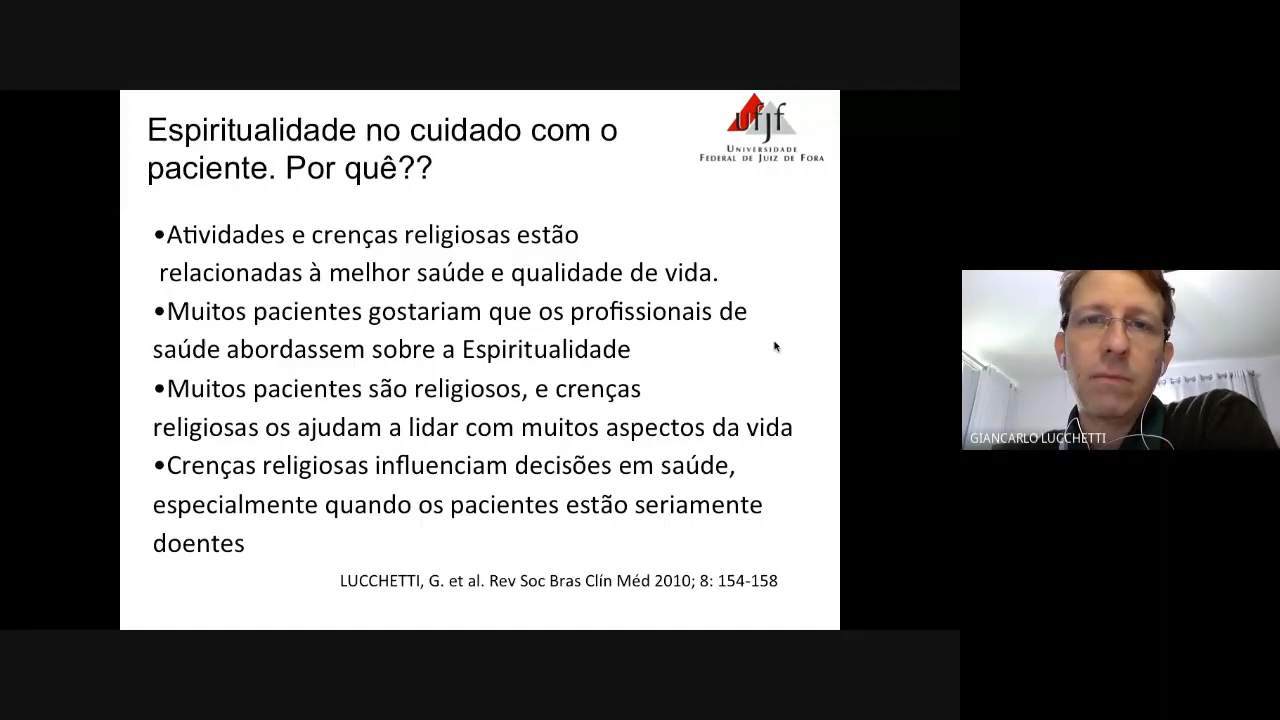 Espiritualidade no cuidado com o
paciente. Por quê??
ufjf
UNIVERSIDADE
FEDERAL DE JUIZ DE FORA
•Atividades e crenças religiosas estão
relacionadas à melhor saúde e qualidade de vida.
•Muitos pacientes gostariam que os profissionais de
saúde abordassem sobre a Espiritualidade
•Muitos pacientes são religiosos, e crenças
religiosas os ajudam a lidar com muitos aspectos da vida
•Crenças religiosas influenciam decisões em saúde,
especialmente quando os pacientes estão seriamente
doentes
LUCCHETTI, G. et al. Rev Soc Bras Clín Méd 2010; 8: 154-158
GIANCARLO LUCCHETTI